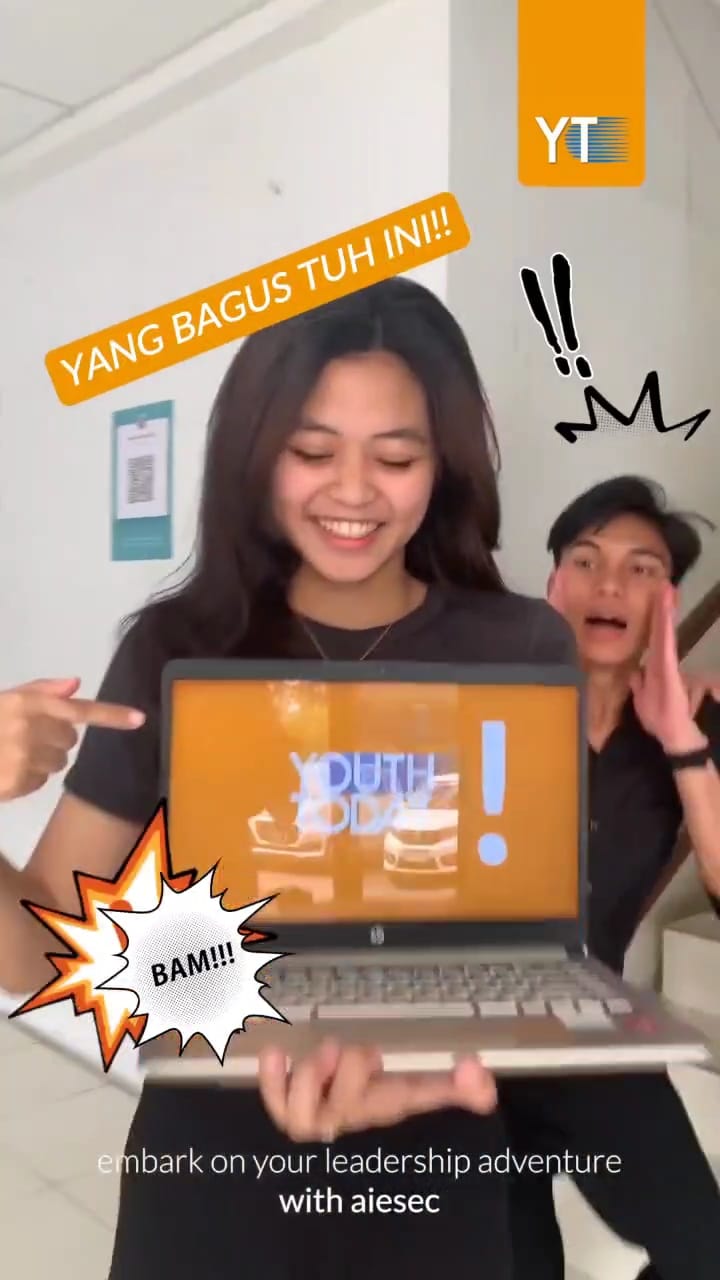 YT
YANG BAGUS TUH INI!!
!!
YOUTH
TODAY
!
BAM!!!
embark on your leadership adventure
with aiesec